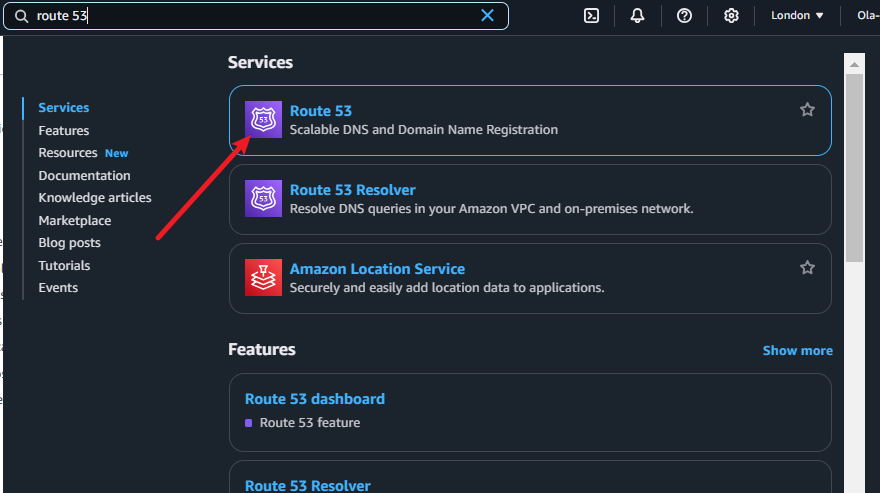 route 53
London
Ola-
Services
Features
Resources New
Documentation
Knowledge articles
Marketplace
Blog posts
Tutorials
Events
Services
53
Route 53
Scalable DNS and Domain Name Registration
53
Route 53 Resolver
Resolve DNS queries in your Amazon VPC and on-premises network.
Amazon Location Service
Securely and easily add location data to applications.
Features
Show more
Route 53 dashboard
Route 53 feature
Route 53 Resolver